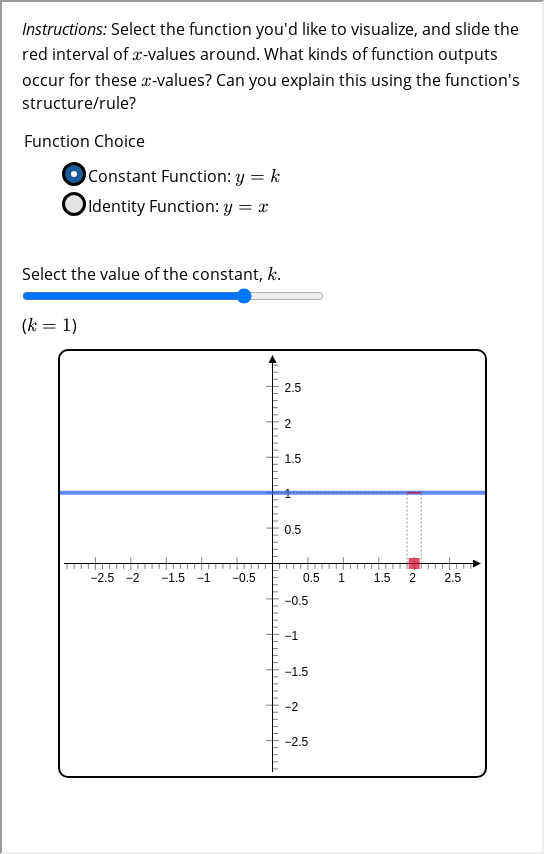 Instructions: Select the function you'd like to visualize, and slide the
red interval of x-values around. What kinds of function outputs
occur for these x-values? Can you explain this using the function's
structure/rule?
Function Choice
Constant Function: y = k
Identity Function: y = x
Select the value of the constant, k.
(k = 1)
2.5
2
1.5
1
0.5
−2.5 −2 −1.5 −1 −0.5 0.5 1 1.5 2 2.5
−0.5
−1
−1.5
−2
−2.5